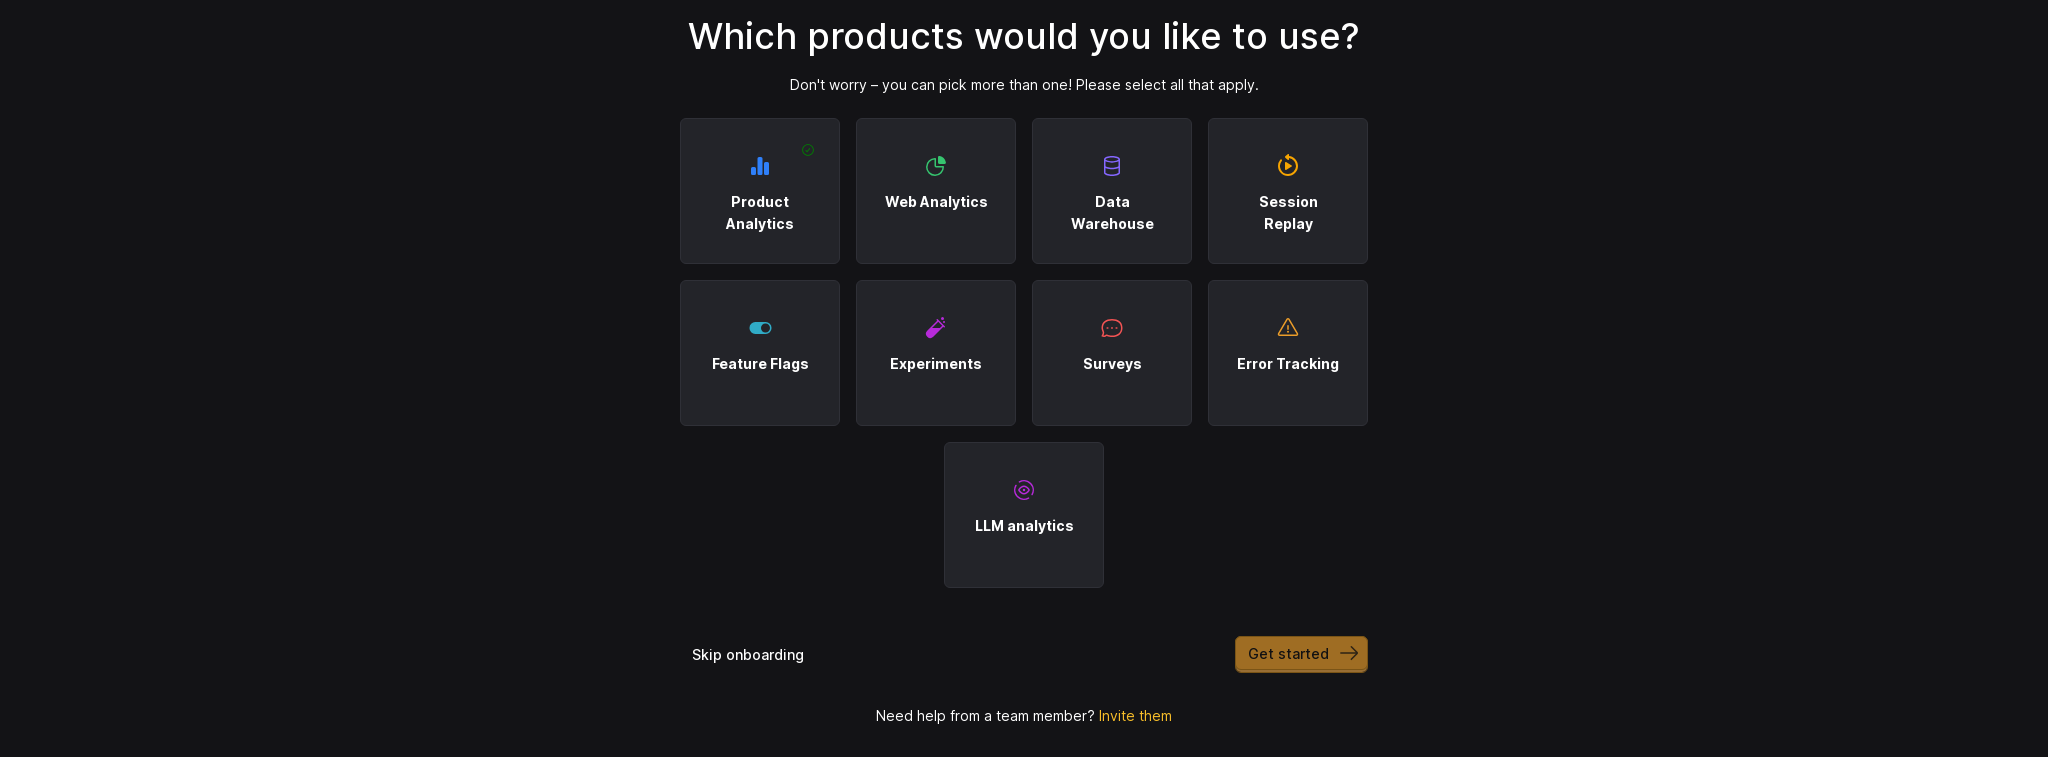 Which products would you like to use?
Don't worry – you can pick more than one! Please select all that apply.
Product
Analytics
Web Analytics
Data
Warehouse
Session
Replay
Feature Flags
Experiments
Surveys
Error Tracking
LLM analytics
Skip onboarding
Get started
Need help from a team member? Invite them